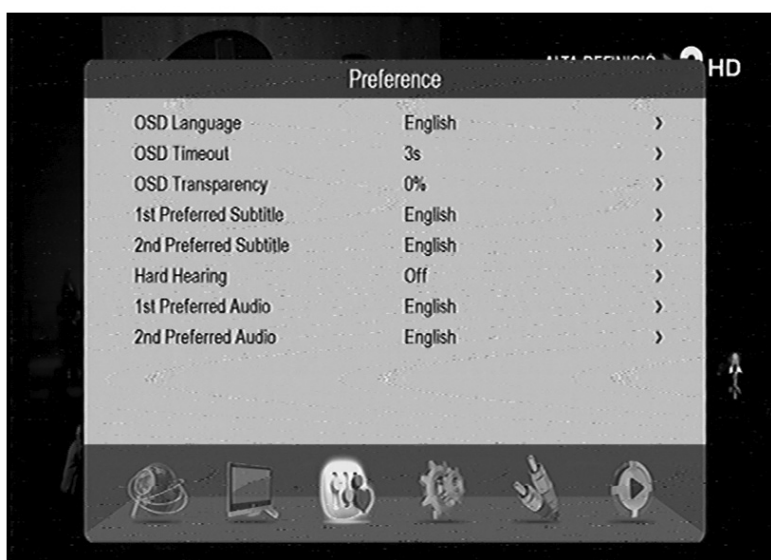 HD
Preference
OSD Language English
OSD Timeout 3s
OSD Transparency 0%
1st Preferred Subtitle English
2nd Preferred Subtitle English
Hard Hearing Off
1st Preferred Audio English
2nd Preferred Audio English